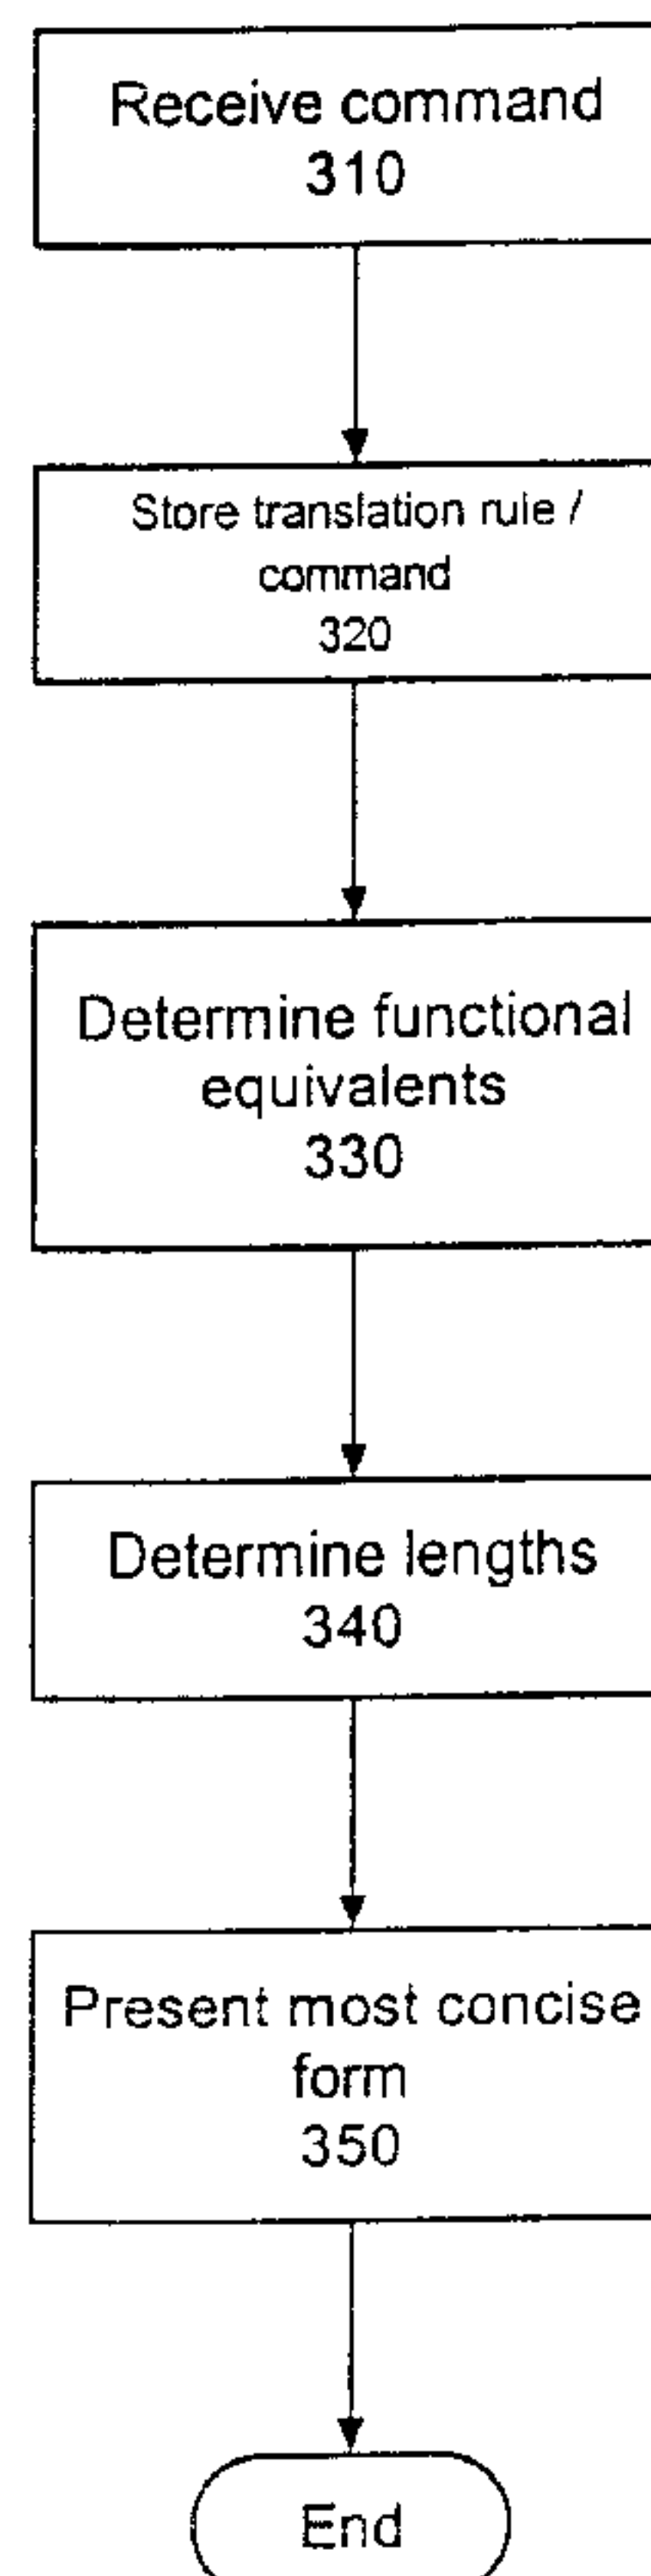 Receive command
310
Store translation rule /
command
320
Determine functional
equivalents
330
Determine lengths
340
Present most concise
form
350
End